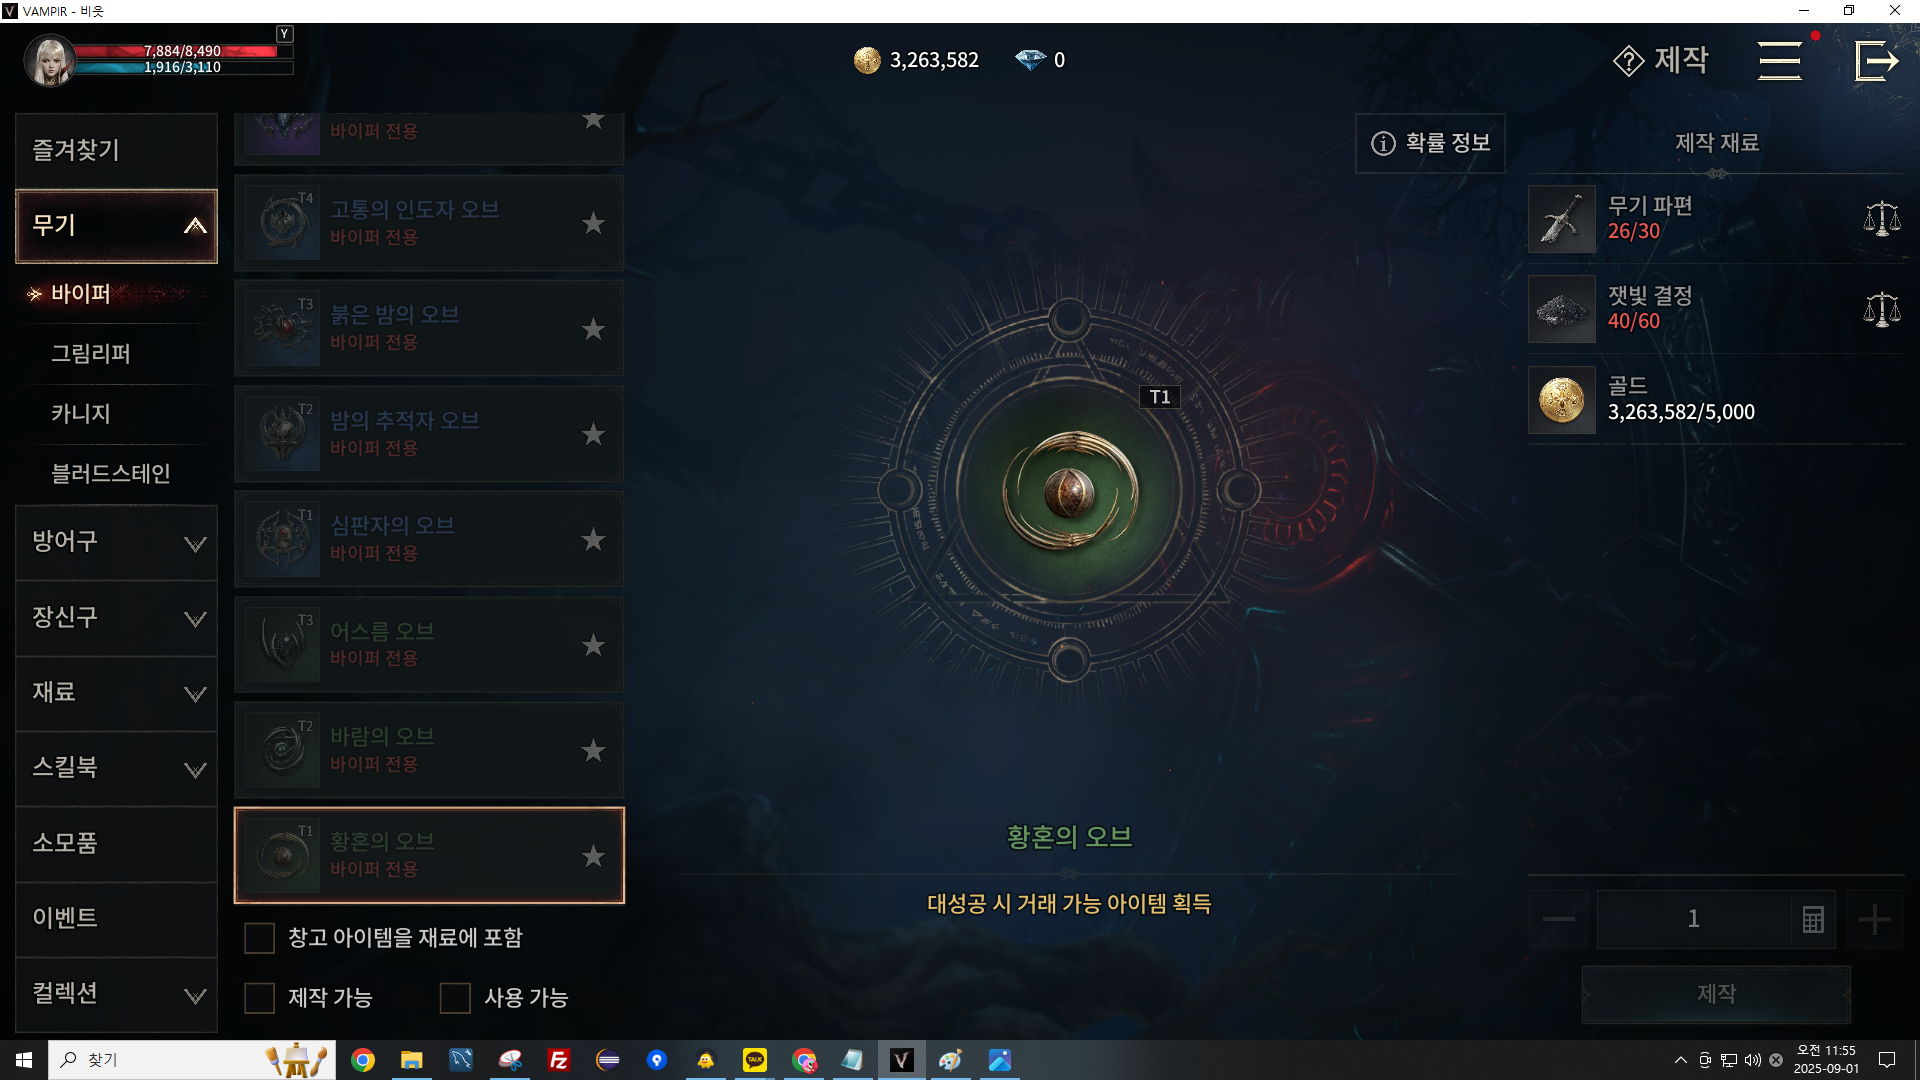 VAMPIR - 비읏
7,884/8,490
Y
1,916/3,110
3,263,582
0
제작
즐겨찾기
무기
바이퍼
그림리퍼
카니지
블러드스테인
방어구
장신구
재료
스킬북
소모품
이벤트
컬렉션
바이퍼 전용
T4
고통의 인도자 오브
바이퍼 전용
T3
붉은 밤의 오브
바이퍼 전용
T2
밤의 추적자 오브
바이퍼 전용
T1
심판자의 오브
바이퍼 전용
T3
어스름 오브
바이퍼 전용
T2
바람의 오브
바이퍼 전용
T1
황혼의 오브
바이퍼 전용
창고 아이템을 재료에 포함
제작 가능
사용 가능
확률 정보
T1
황혼의 오브
대성공 시 거래 가능 아이템 획득
제작 재료
무기 파편
26/30
잿빛 결정
40/60
골드
3,263,582/5,000
1
제작
찾기
TALK
오전 11:55
2025-09-01